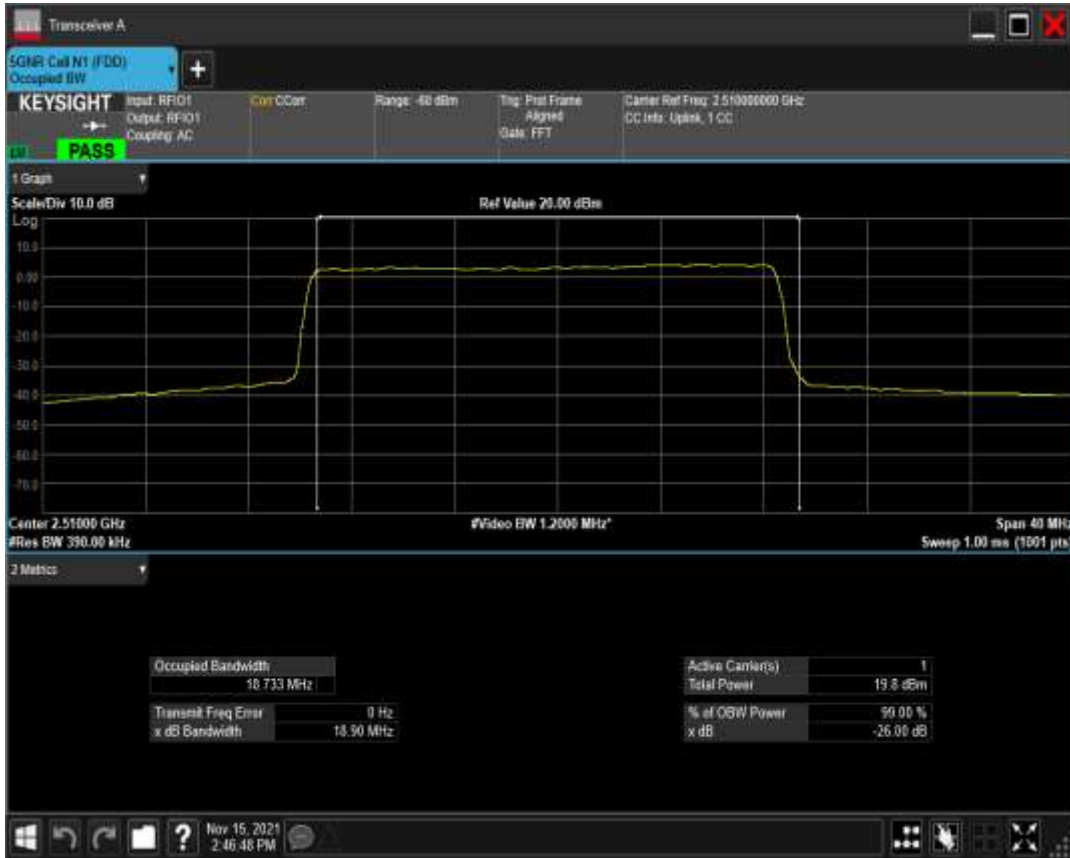 Transceiver A
5GNR Cell N1 (FDD)
Occupied BW
+
KEYSIGHT
Input: RFIO1
Output: RFIO1
Coupling: AC
Corr CCorr
Range: -60 dBm
Trig: Prot Frame
Aligned
Gate: FFT
Carrier Ref Freq: 2.510000000 GHz
CC Info: Uplink, 1 CC
PASS
1 Graph
Scale/Div 10.0 dB
Ref Value 20.00 dBm
Log
10.0
0.00
-10.0
-20.0
-30.0
-40.0
-50.0
-60.0
-70.0
Center 2.51000 GHz
#Video BW 1.2000 MHz*
Span 40 MHz
#Res BW 390.00 kHz
Sweep 1.00 ms (1001 pts)
2 Metrics
Occupied Bandwidth
18.733 MHz
Transmit Freq Error 0 Hz
x dB Bandwidth 18.90 MHz
Active Carrier(s) 1
Total Power 19.8 dBm
% of OBW Power 99.00 %
x dB -26.00 dB
?
Nov 15, 2021
2:46:48 PM